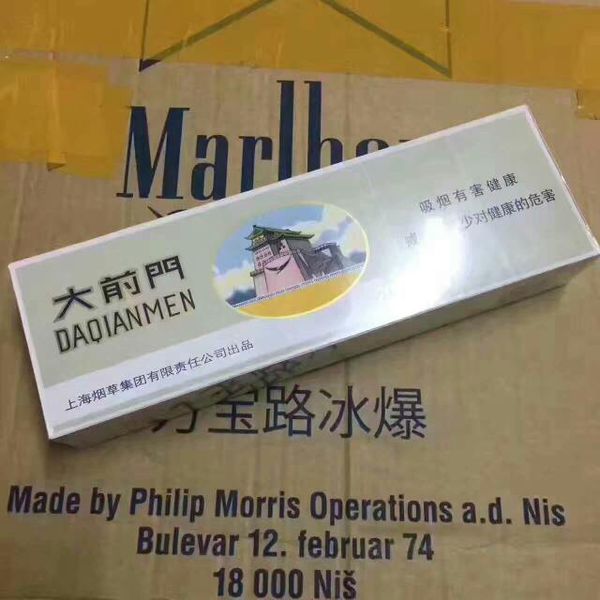 大前門
DAQIANMEN
上海烟草集团有限责任公司出品
吸烟有害健康
少对健康的危害
宝路冰爆
Made by Philip Morris Operations a.d. Nis
Bulevar 12. februar 74
18 000 Niš